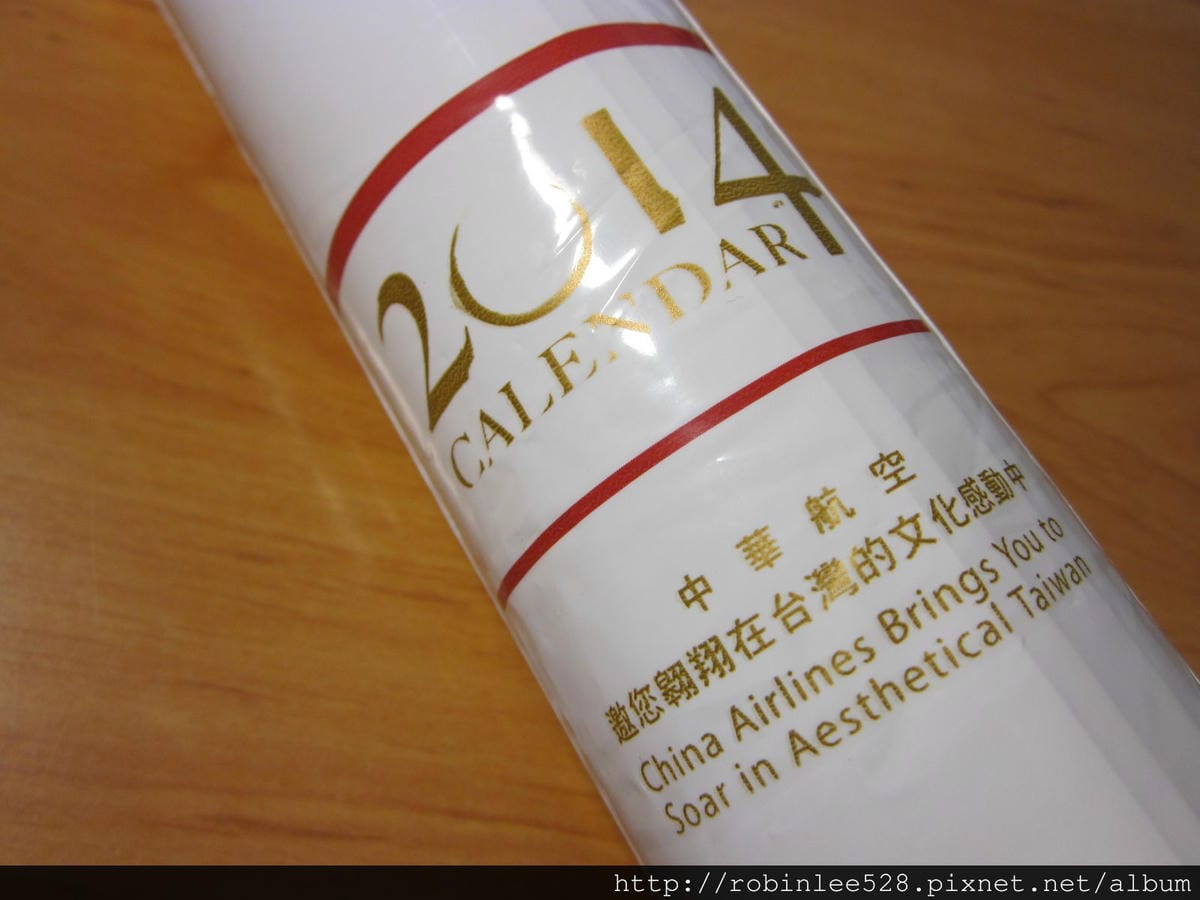 2014
CALENDAR
中華航空
邀您翱翔在台灣的文化感動中
China Airlines Brings You to
Soar in Aesthetical Taiwan
http://robinlee528.pixnet.net/album